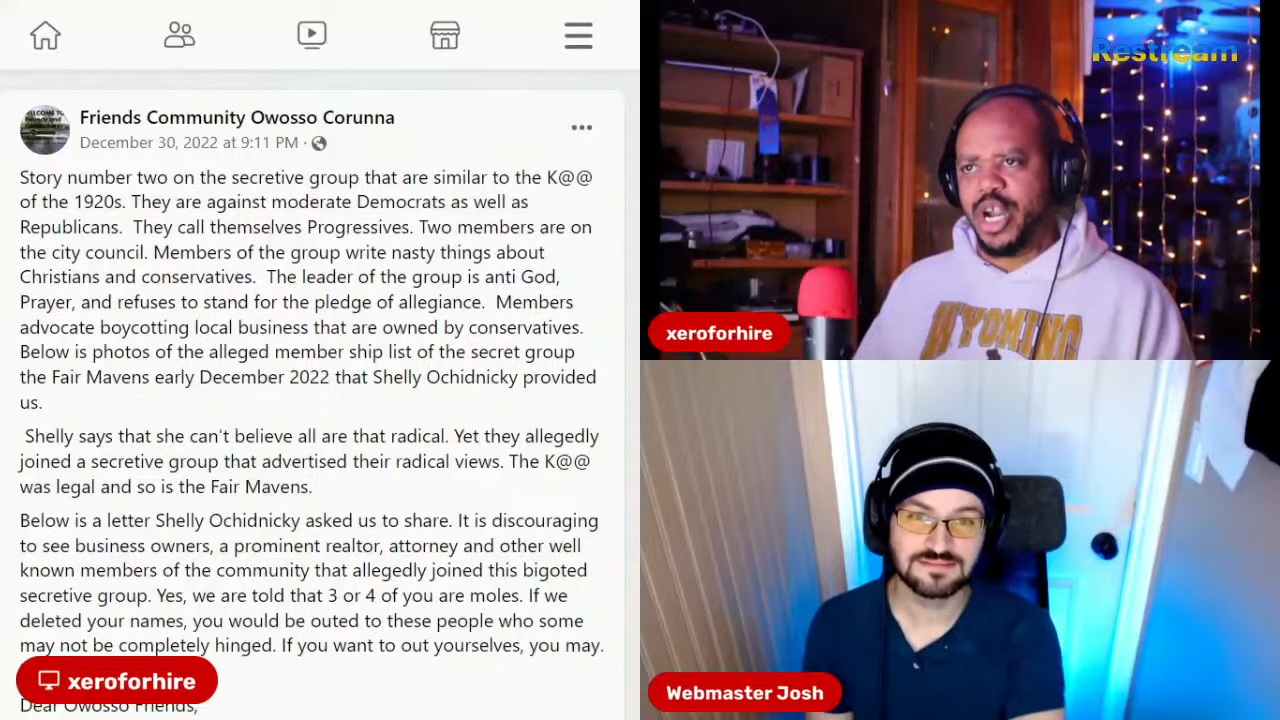 Friends Community Owosso Corunna
December 30, 2022 at 9:11 PM ·
Story number two on the secretive group that are similar to the K@@
of the 1920s. They are against moderate Democrats as well as
Republicans.  They call themselves Progressives. Two members are on
the city council. Members of the group write nasty things about
Christians and conservatives.  The leader of the group is anti God,
Prayer, and refuses to stand for the pledge of allegiance.  Members
advocate boycotting local business that are owned by conservatives.
Below is photos of the alleged member ship list of the secret group
the Fair Mavens early December 2022 that Shelly Ochidnicky provided
us.
Shelly says that she can't believe all are that radical. Yet they allegedly
joined a secretive group that advertised their radical views. The K@@
was legal and so is the Fair Mavens.
Below is a letter Shelly Ochidnicky asked us to share. It is discouraging
to see business owners, a prominent realtor, attorney and other well
known members of the community that allegedly joined this bigoted
secretive group. Yes, we are told that 3 or 4 of you are moles. If we
deleted your names, you would be outed to these people who some
may not be completely hinged. If you want to out yourselves, you may.
xeroforhire
Dear Owosso Friends,
Restream
WYOMING
xeroforhire
Webmaster Josh